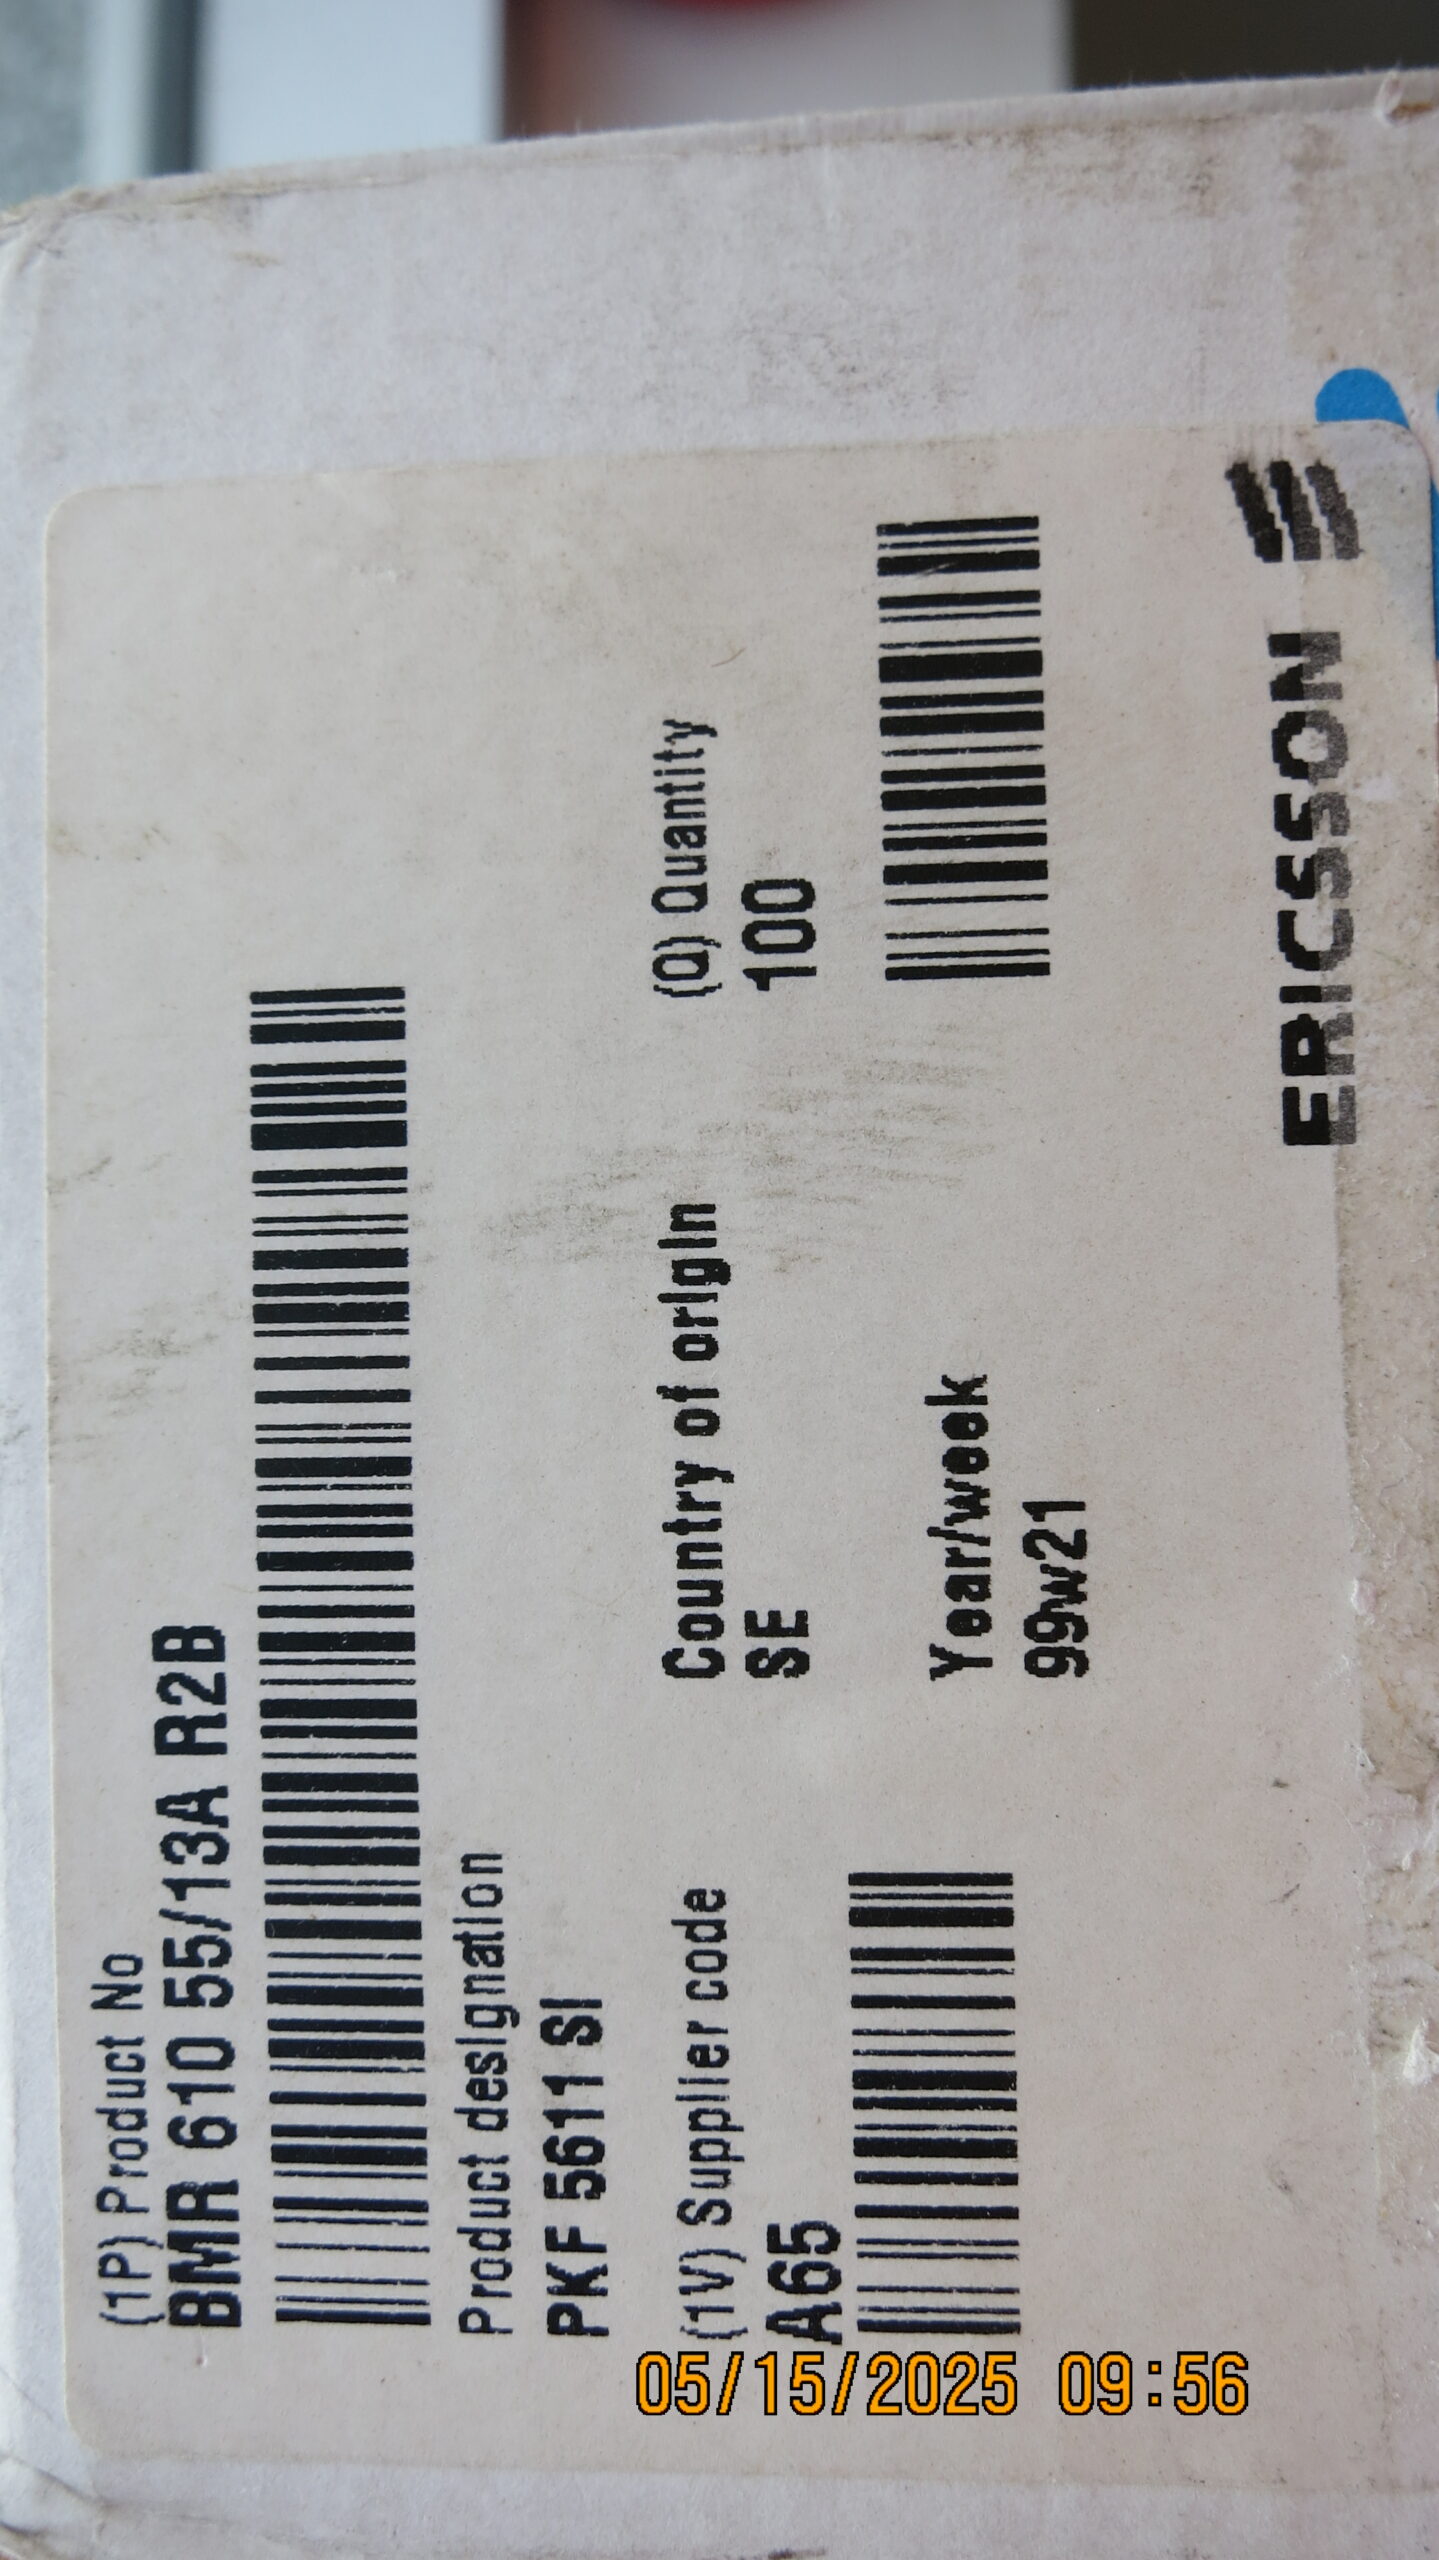 (1P) Product No
BMR 610 55/13A R2B
Product designation
PKF 5611 SI
(1V) Supplier code
A65
Country of origin
SE
(Q) Quantity
100
Year/week
99w21
ERICSSON
05/15/2025 09:56